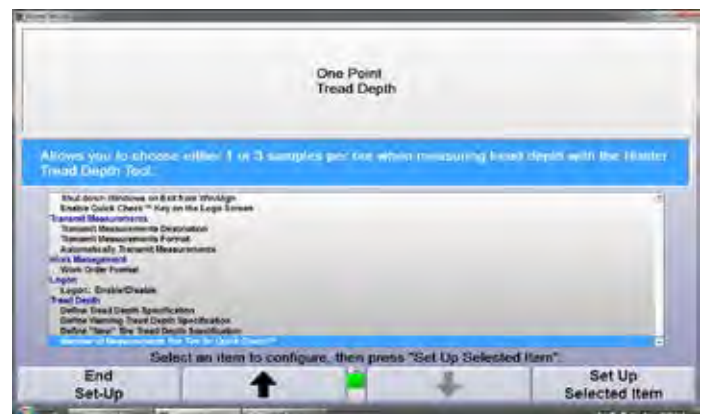 One Point
Tread Depth
Allows you to choose either 1 or 3 samples per tire when measuring tread depth with the Hunter
Tread Depth Tool.
Shut down Windows on Exit from WinAlign
Enable Quick Check™ Key on the Logo Screen
Transmit Measurements
Transmit Measurements Destination
Transmit Measurements Format
Automatically Transmit Measurements
Work Management
Work Order Format
Logon
Logon: Enable/Disable
Tread Depth
Define Tread Depth Specification
Define Warning Tread Depth Specification
Define "New" Tire Tread Depth Specification
Number of Measurements Per Tire for Quick Check™
Select an item to configure, then press "Set Up Selected Item".
End
Set-Up
Set Up
Selected Item